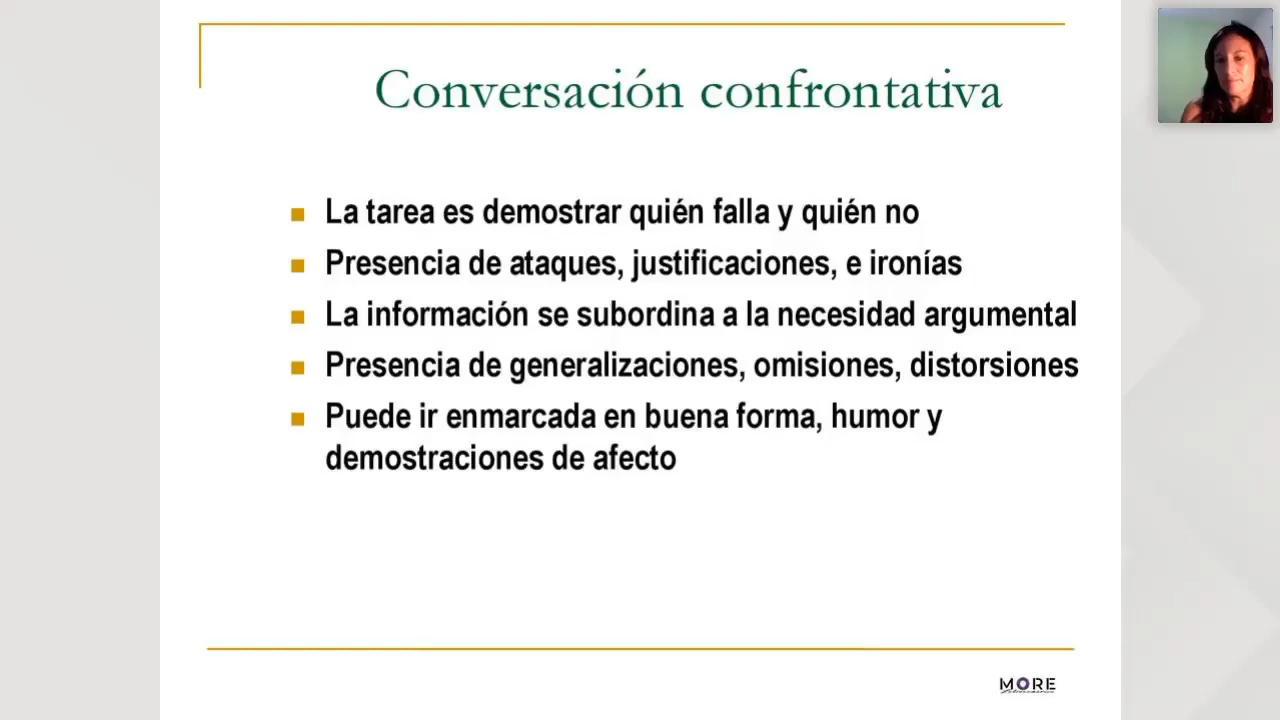 Conversación confrontativa
La tarea es demostrar quién falla y quién no
Presencia de ataques, justificaciones, e ironías
La información se subordina a la necesidad argumental
Presencia de generalizaciones, omisiones, distorsiones
Puede ir enmarcada en buena forma, humor y
demostraciones de afecto
MORE